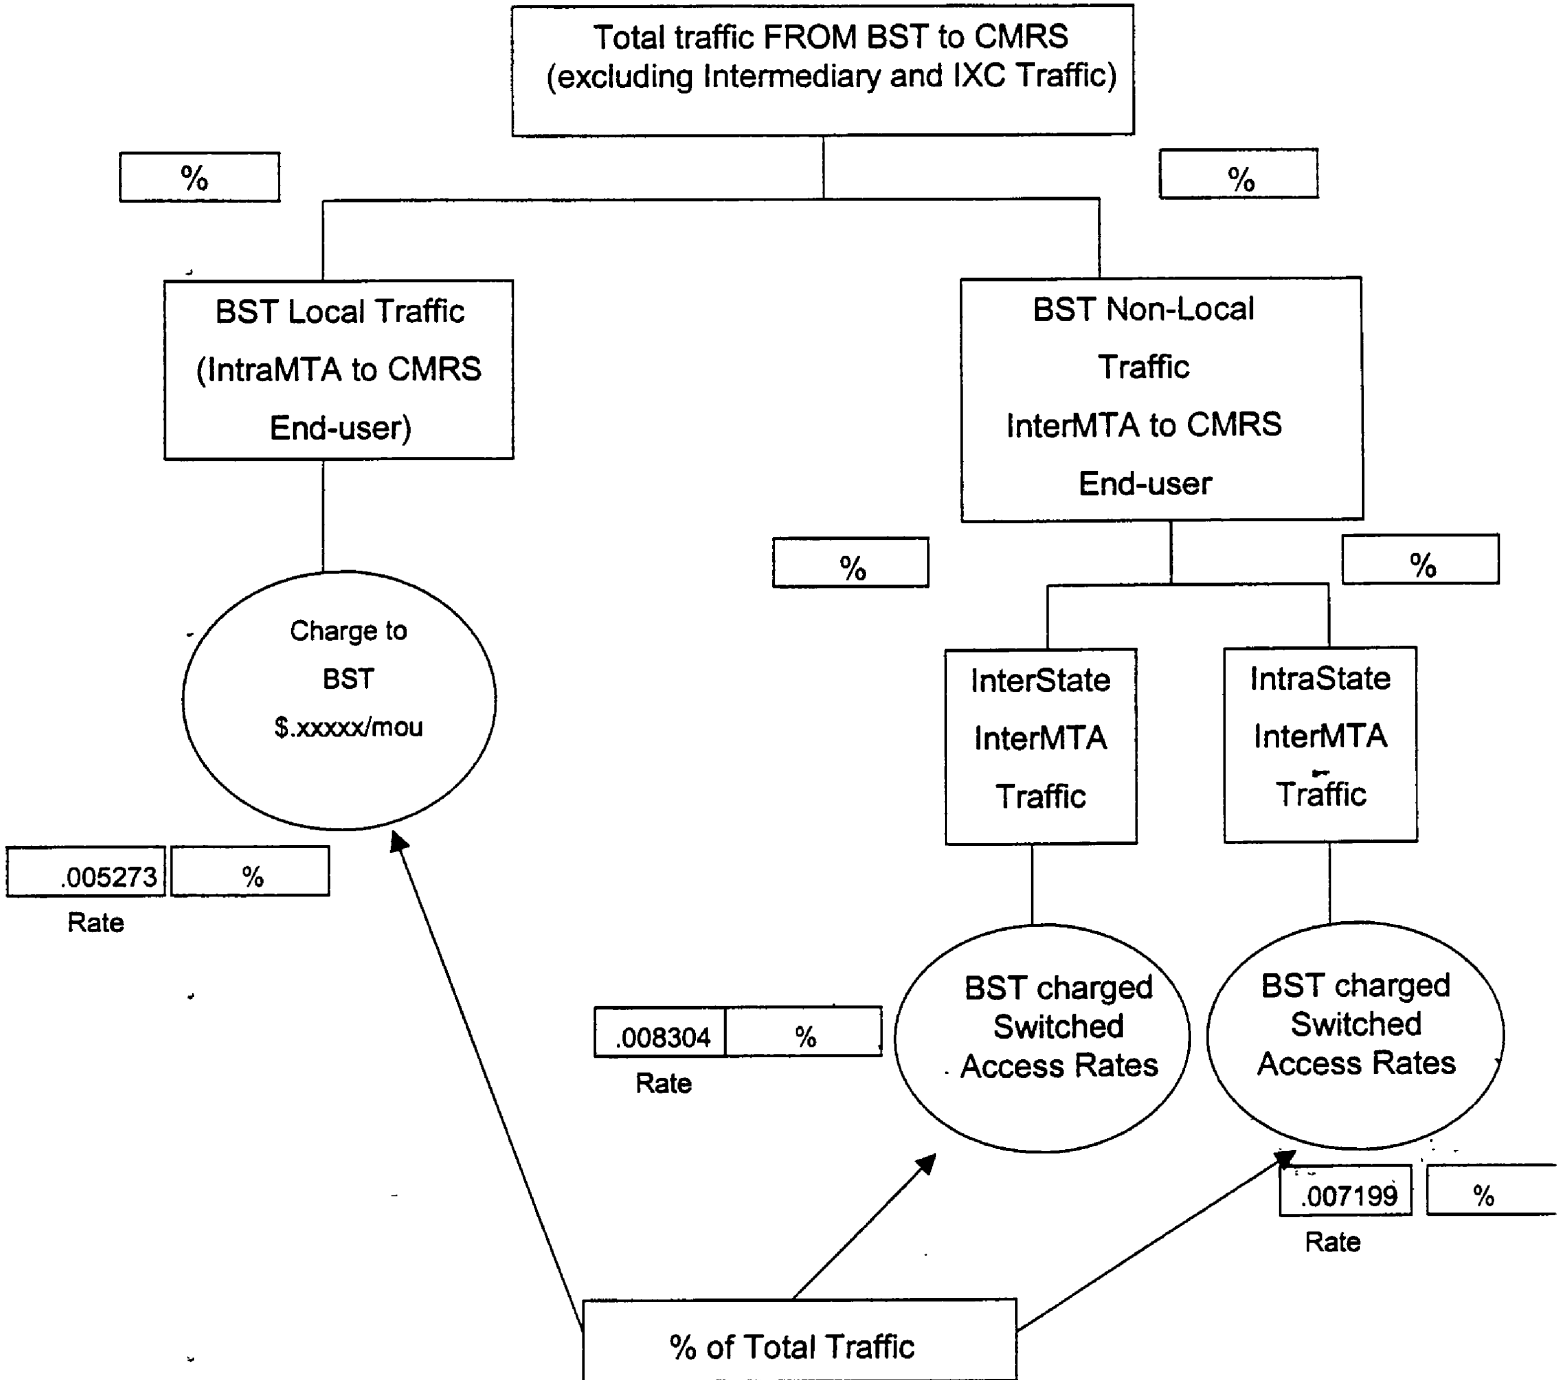 Total traffic FROM BST to CMRS
(excluding Intermediary and IXC Traffic)
%
%
BST Local Traffic
(IntraMTA to CMRS
End-user)
BST Non-Local
Traffic
InterMTA to CMRS
End-user
%
%
Charge to
BST
$.xxxxx/mou
InterState
InterMTA
Traffic
IntraState
InterMTA
Traffic
.005273
%
Rate
BST charged
Switched
Access Rates
BST charged
Switched
Access Rates
.008304
%
Rate
.007199
%
Rate
% of Total Traffic